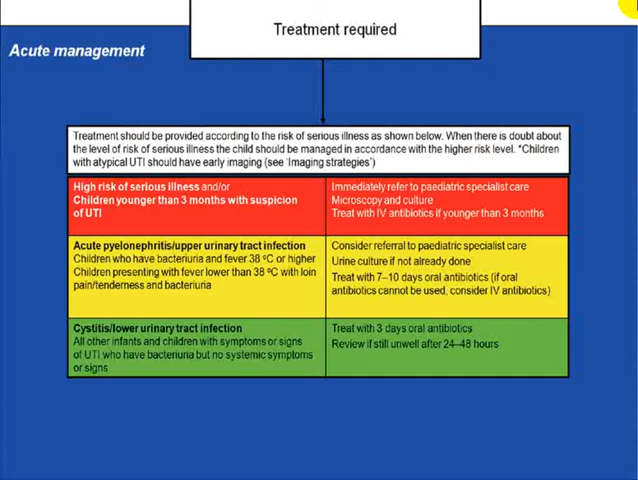 Treatment required
Acute management
Treatment should be provided according to the risk of serious illness as shown below. When there is doubt about
the level of risk of serious illness the child should be managed in accordance with the higher risk level. *Children
with atypical UTI should have early imaging (see 'Imaging strategies')
High risk of serious illness and/or
Children younger than 3 months with suspicion
of UTI
Immediately refer to paediatric specialist care
Microscopy and culture
Treat with IV antibiotics if younger than 3 months
Acute pyelonephritis/upper urinary tract infection
Children who have bacteriuria and fever 38 ºC or higher
Children presenting with fever lower than 38 ºC with loin
pain/tenderness and bacteriuria
Consider referral to paediatric specialist care
Urine culture if not already done
Treat with 7–10 days oral antibiotics (if oral
antibiotics cannot be used, consider IV antibiotics)
Cystitis/lower urinary tract infection
All other infants and children with symptoms or signs
of UTI who have bacteriuria but no systemic symptoms
or signs
Treat with 3 days oral antibiotics
Review if still unwell after 24–48 hours